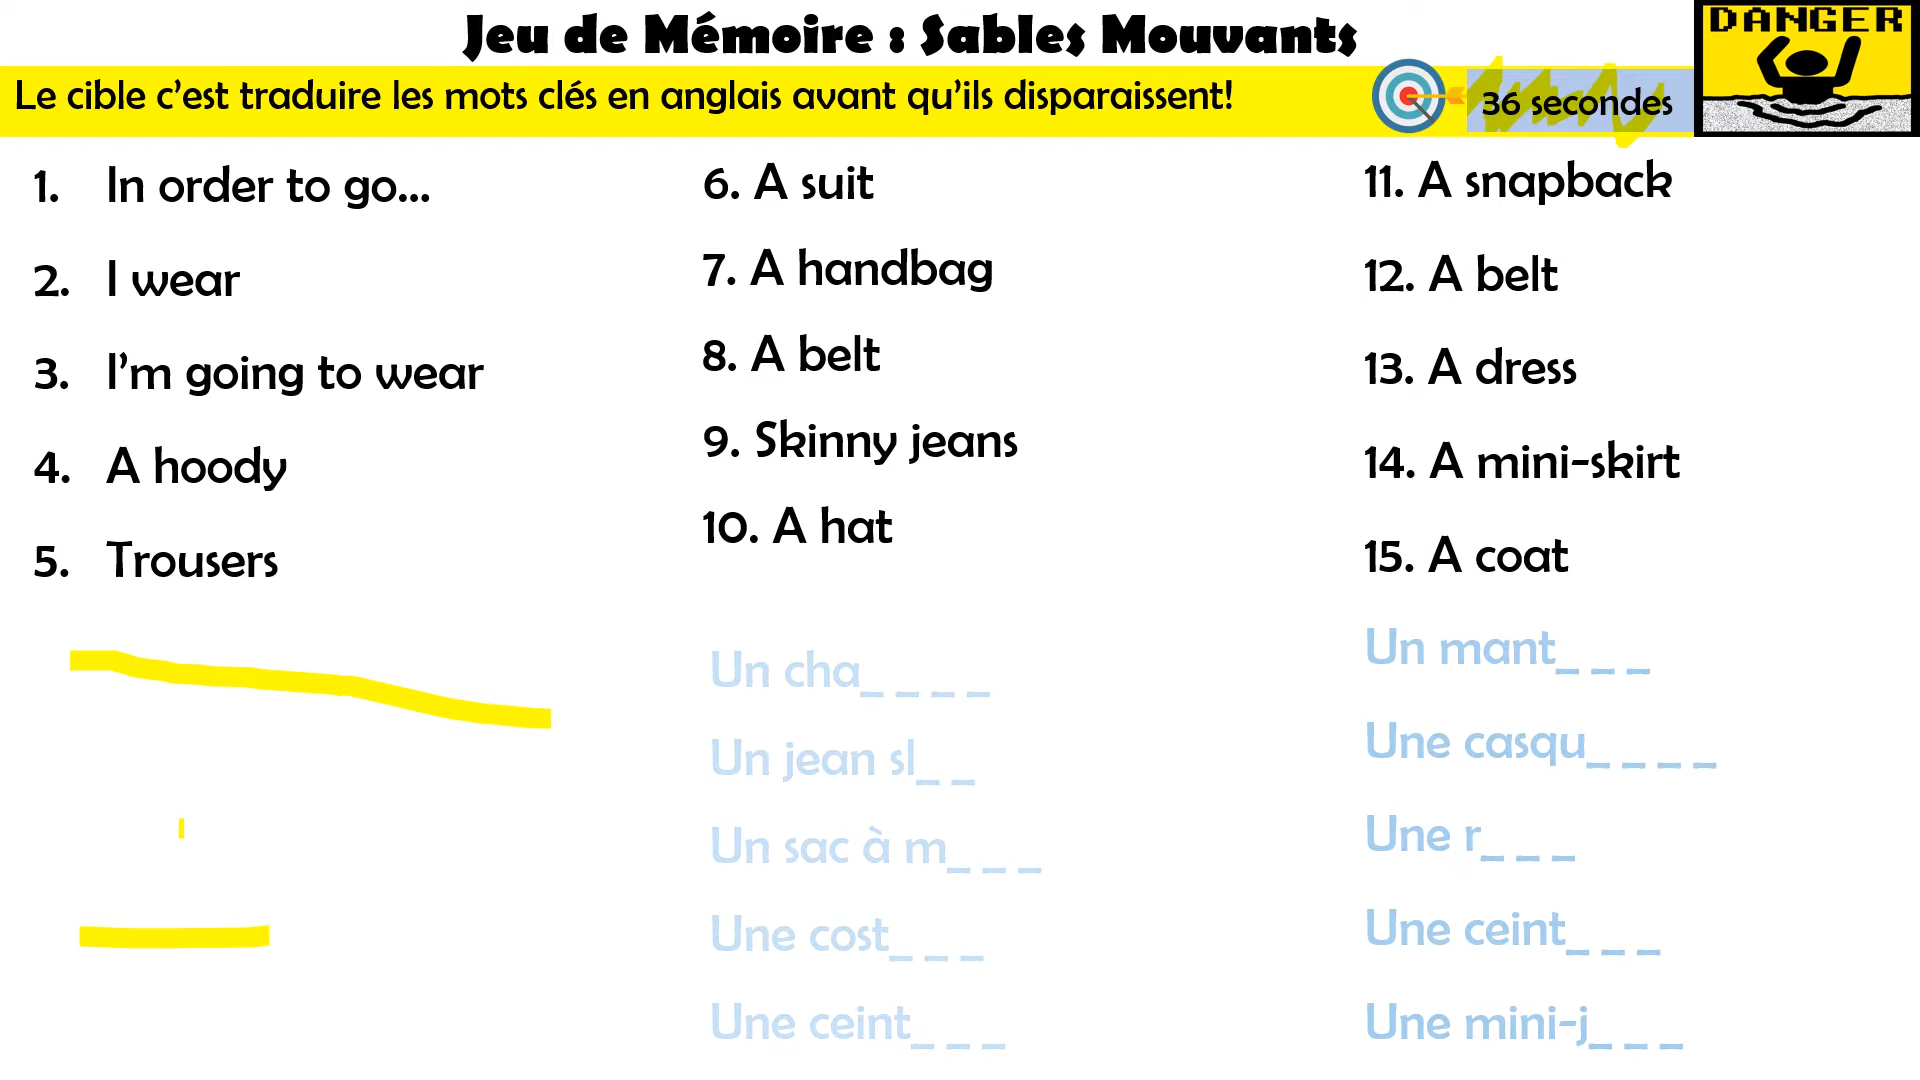 Jeu de Mémoire : Sables Mouvants
DANGER
Le cible c’est traduire les mots clés en anglais avant qu’ils disparaissent!
36 secondes
1. In order to go...
2. I wear
3. I’m going to wear
4. A hoody
5. Trousers
6. A suit
7. A handbag
8. A belt
9. Skinny jeans
10. A hat
Un cha_ _ _ _
Un jean sl_ _
Un sac à m_ _ _
Une cost_ _ _
Une ceint_ _ _
11. A snapback
12. A belt
13. A dress
14. A mini-skirt
15. A coat
Un mant_ _ _
Une casqu_ _ _ _
Une r_ _ _
Une ceint_ _ _
Une mini-j_ _ _